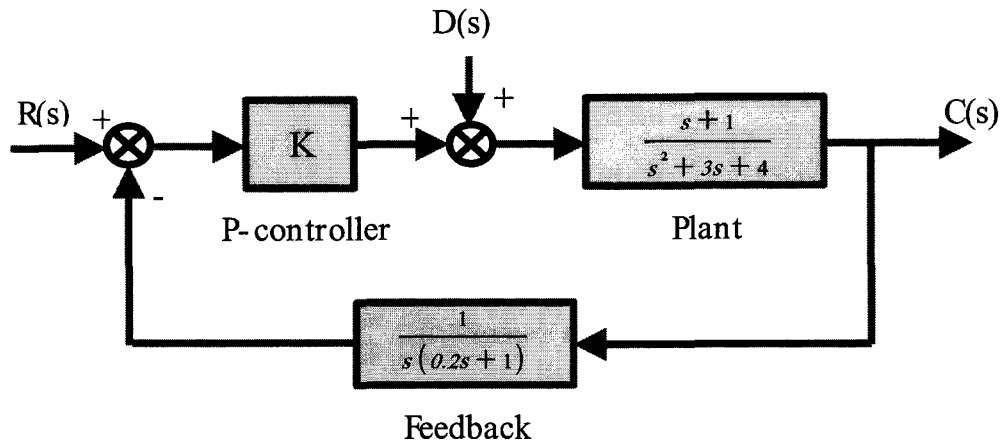 D(s)
R(s)
+
K
+
+
s + 1
s² + 3s + 4
C(s)
-
P-controller
Plant
1
s(0.2s + 1)
Feedback